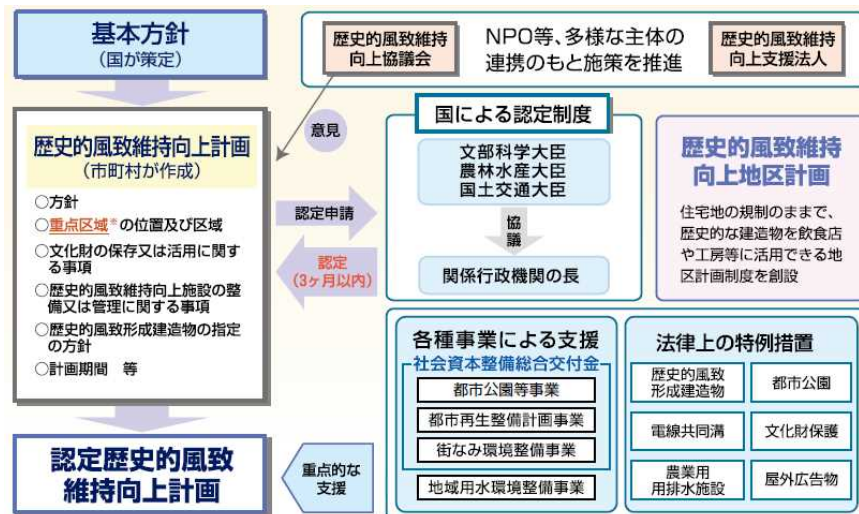 基本方針
（国が策定）
歴史的風致維持
向上協議会
NPO等、多様な主体の
連携のもと施策を推進
歴史的風致維持
向上支援法人
意見
歴史的風致維持向上計画
（市町村が作成）
○方針
○重点区域※の位置及び区域
○文化財の保存又は活用に関す
る事項
○歴史的風致維持向上施設の整
備又は管理に関する事項
○歴史的風致形成建造物の指定
の方針
○計画期間　等
認定申請
認定
（3ヶ月以内）
国による認定制度
文部科学大臣
農林水産大臣
国土交通大臣
協議
関係行政機関の長
歴史的風致維持
向上地区計画
住宅地の規制のままで、
歴史的な建造物を飲食店
や工房等に活用できる地
区計画制度を創設
認定歴史的風致
維持向上計画
重点的な
支援
各種事業による支援
社会資本整備総合交付金
都市公園等事業
都市再生整備計画事業
街なみ環境整備事業
地域用水環境整備事業
法律上の特例措置
歴史的風致
形成建造物
都市公園
電線共同溝
文化財保護
農業用
用排水施設
屋外広告物